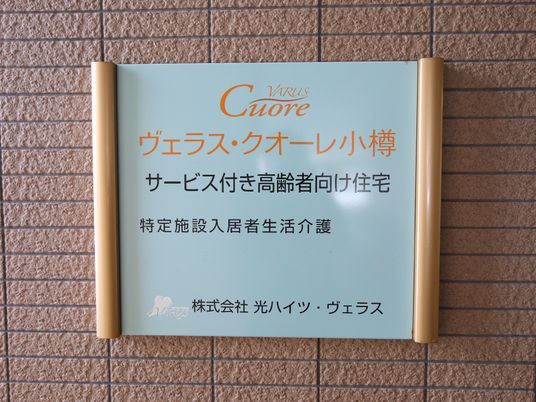 VARUS
Cuore
ヴェラス・クオーレ小樽
サービス付き高齢者向け住宅
特定施設入居者生活介護
株式会社 光ハイツ・ヴェラス